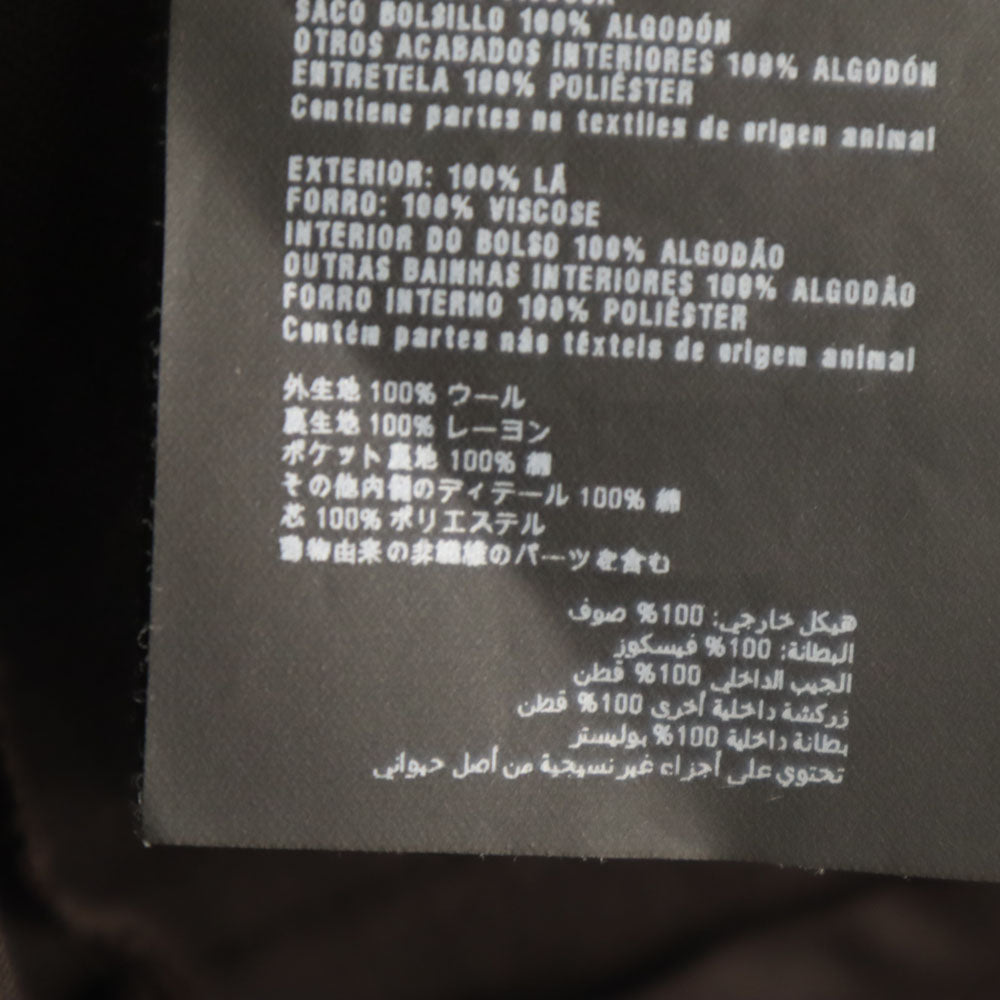 SACO BOLSILLO 100% ALGODÓN
OTROS ACABADOS INTERIORES 100% ALGODÓN
ENTRETELA 100% POLIÉSTER
Contiene partes no textiles de origen animal
EXTERIOR: 100% LÃ
FORRO: 100% VISCOSE
INTERIOR DO BOLSO 100% ALGODÃO
OUTRAS BAINHAS INTERIORES 100% ALGODÃO
FORRO INTERNO 100% POLIÉSTER
Contém partes não têxteis de origem animal
外生地 100% ウール
裏生地 100% レーヨン
ポケット裏地 100% 綿
その他内側のディテール 100% 綿
芯 100% ポリエステル
動物由来の非繊維のパーツを含む
هيكل خارجي: 100% صوف
البطانة: 100% فيسكوز
الجيب الداخلي 100% قطن
زركشة داخلية أخرى 100% قطن
بطانة داخلية 100% بوليستر
تحتوي على أجزاء غير نسيجية من أصل حيواني